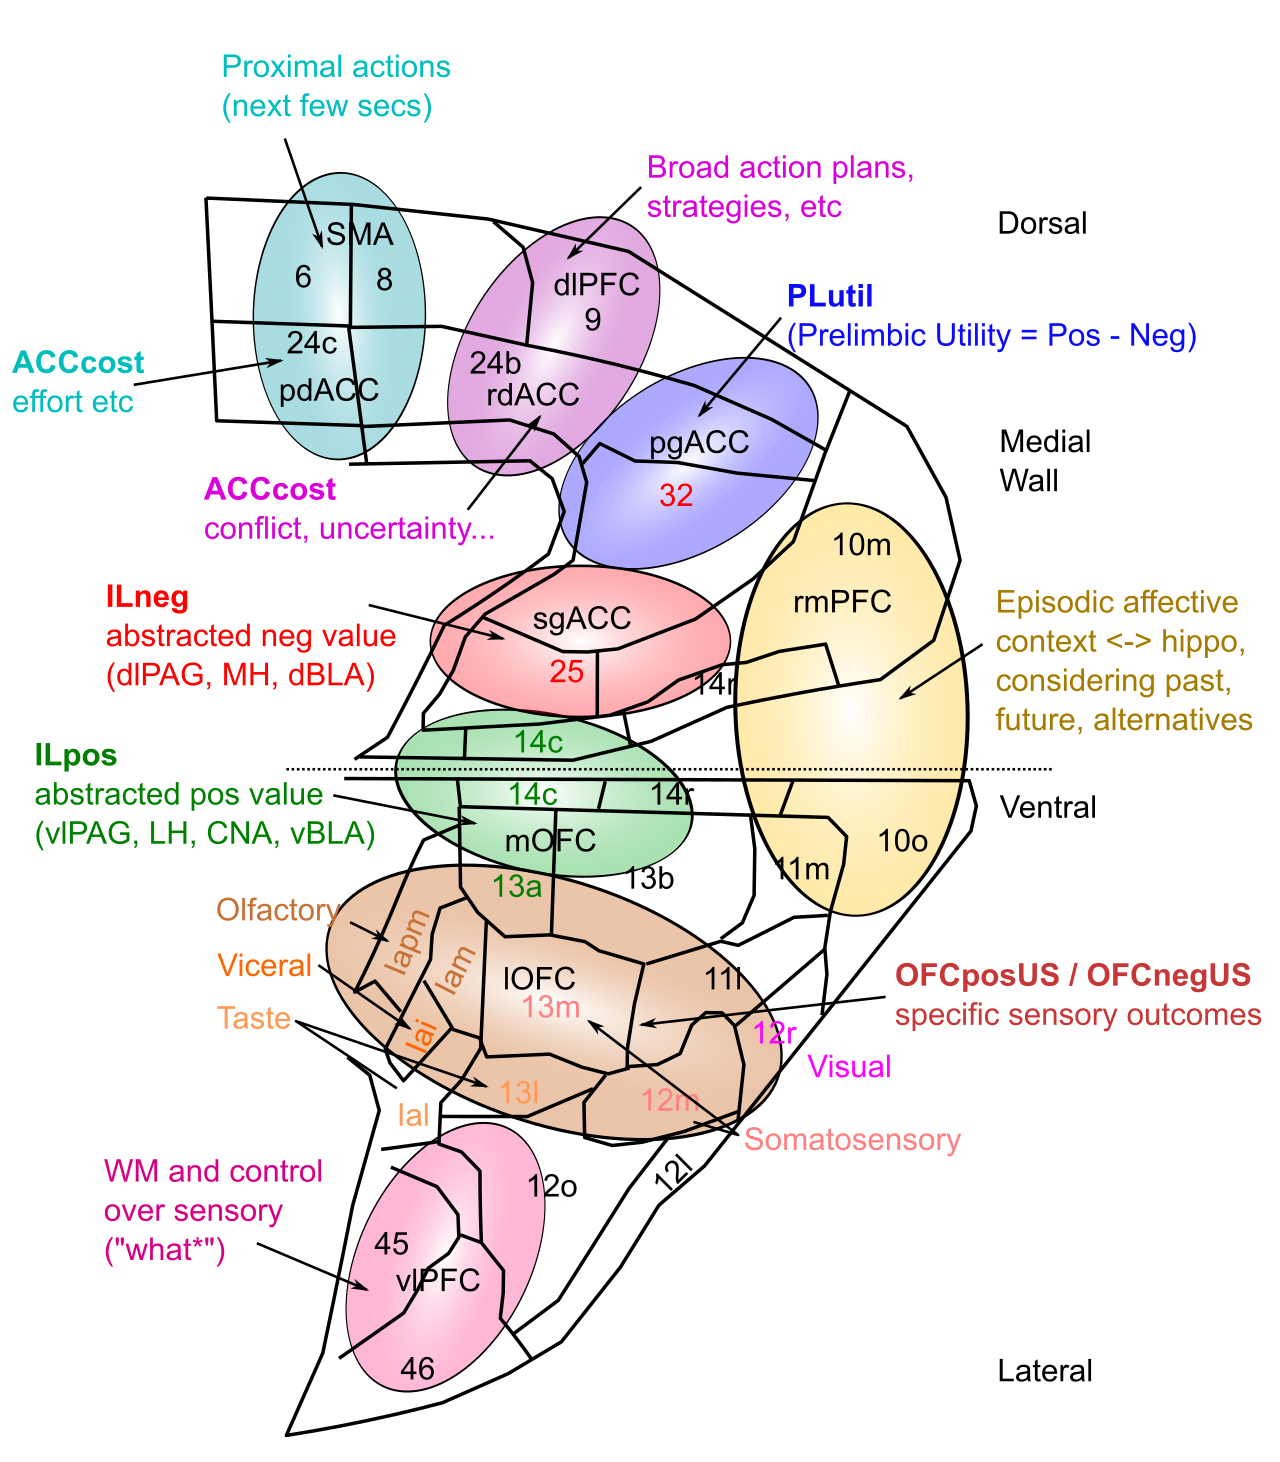 Proximal actions
(next few secs)
Broad action plans,
strategies, etc
Dorsal
SMA
6
8
dlPFC
9
PLutil
(Prelimbic Utility = Pos - Neg)
ACCcost
effort etc
24c
pdACC
24b
rdACC
pgACC
32
Medial
Wall
ACCcost
conflict, uncertainty...
10m
rmPFC
ILneg
abstracted neg value
(dlPAG, MH, dBLA)
sgACC
25
14r
Episodic affective
context <-> hippo,
considering past,
future, alternatives
ILpos
abstracted pos value
(vlPAG, LH, CNA, vBLA)
14c
14c
14r
mOFC
13a
13b
11m
10o
Ventral
Olfactory
Viceral
Taste
Iapm
Iam
Iai
Ial
lOFC
13m
11l
12r
Visual
OFCposUS / OFCnegUS
specific sensory outcomes
13l
12m
Somatosensory
WM and control
over sensory
("what*")
12o
12l
45
vlPFC
46
Lateral